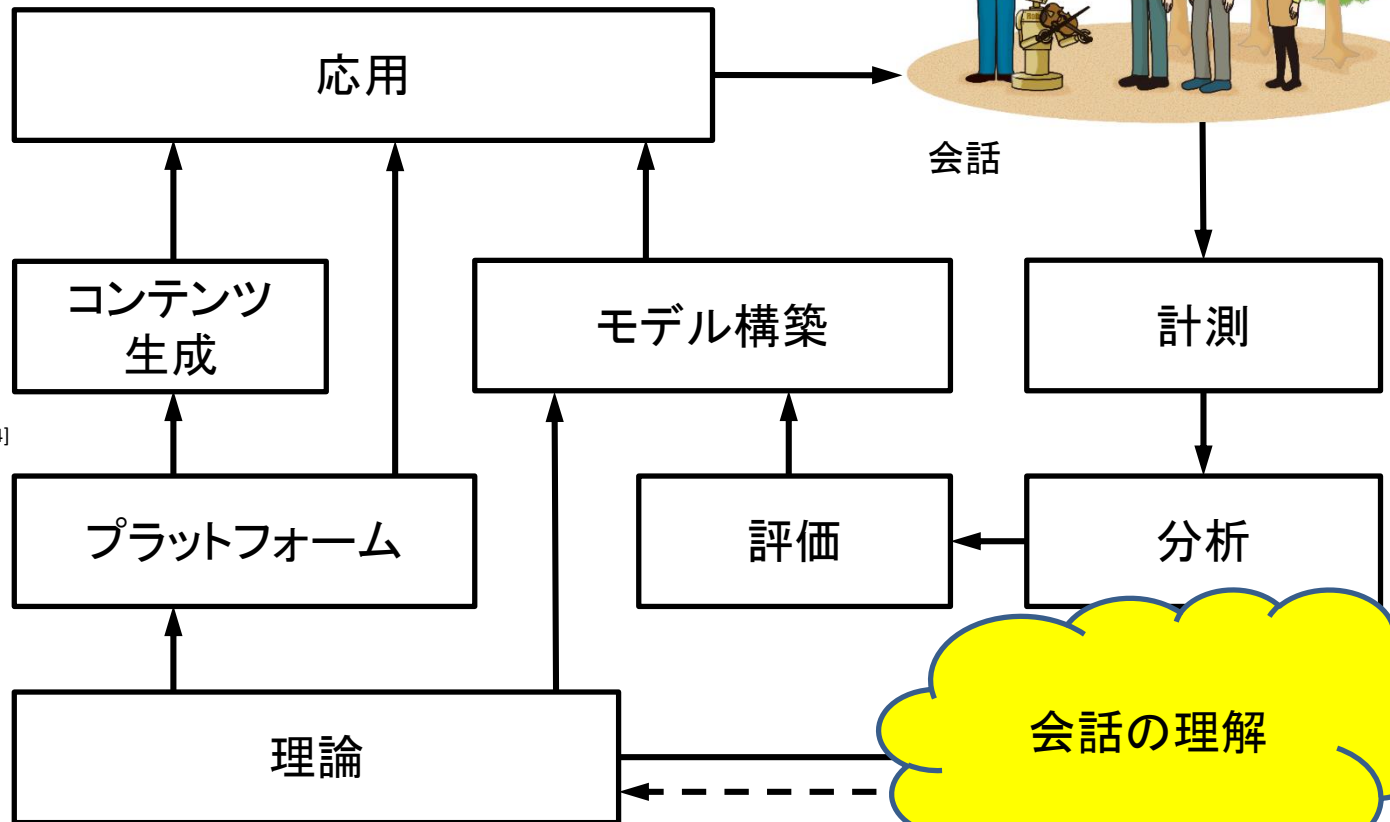 応用
会話
コンテンツ
生成
モデル構築
計測
4]
プラットフォーム
評価
分析
理論
会話の理解